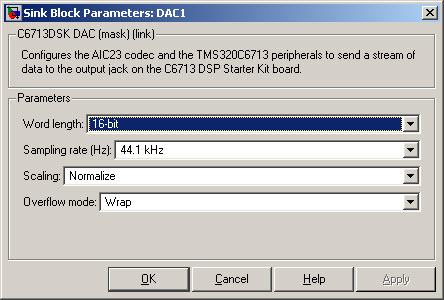 Sink Block Parameters: DAC1
C6713DSK DAC (mask) (link)
Configures the AIC23 codec and the TMS320C6713 peripherals to send a stream of
data to the output jack on the C6713 DSP Starter Kit board.
Parameters
Word length: 16-bit
Sampling rate (Hz): 44.1 kHz
Scaling: Normalize
Overflow mode: Wrap
OK Cancel Help Apply